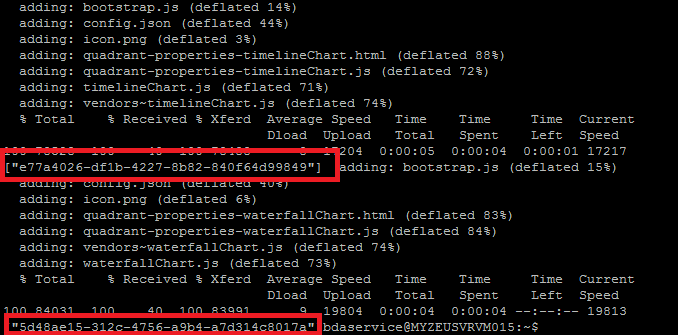 adding: bootstrap.js (deflated 14%)
adding: config.json (deflated 44%)
adding: icon.png (deflated 3%)
adding: quadrant-properties-timelineChart.html (deflated 88%)
adding: quadrant-properties-timelineChart.js (deflated 72%)
adding: timelineChart.js (deflated 71%)
adding: vendors~timelineChart.js (deflated 74%)
% Total % Received % Xferd Average Speed Time Time Time Current
Dload Upload Total Spent Left Speed
0:00:05 0:00:04 0:00:01 17217
["e77a4026-df1b-4227-8b82-840f64d99849"] adding: bootstrap.js (deflated 15%)
adding: config.json (deflated 40%)
adding: icon.png (deflated 6%)
adding: quadrant-properties-waterfallChart.html (deflated 83%)
adding: quadrant-properties-waterfallChart.js (deflated 84%)
adding: vendors~waterfallChart.js (deflated 74%)
adding: waterfallChart.js (deflated 73%)
% Total % Received % Xferd Average Speed Time Time Time Current
Dload Upload Total Spent Left Speed
100 84031 100 40 100 83991 9 19804 0:00:04 0:00:04 --:--:-- 19813
"5d48ae15-312c-4756-a9b4-a7d314c8017a" bdaservice@MYZEUSVRVM015:~$